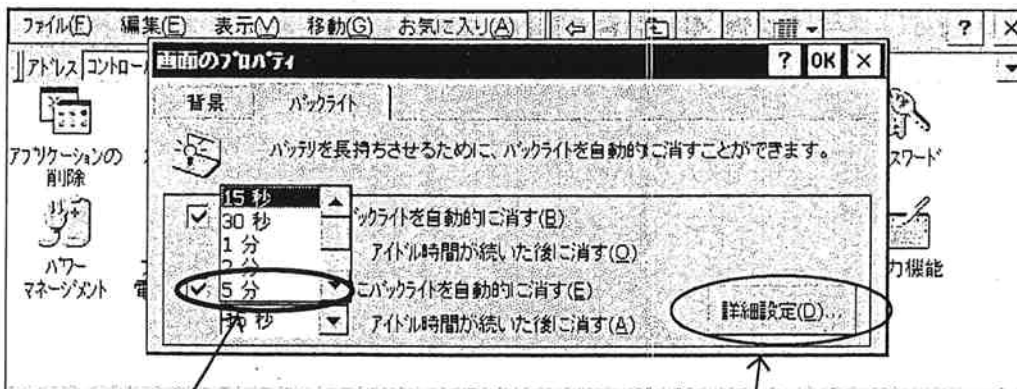 ファイル(F) 編集(E) 表示(V) 移動(G) お気に入り(A) ? ×
アドレス コントロー
画面のプロパティ ? OK ×
背景 バックライト
バッテリを長持ちさせるために、バックライトを自動的に消すことができます。
アプリケーションの
削除
スワード
15 秒
30 秒
1 分
2 分
5 分
ックライトを自動的に消す(B)
アイドル時間が続いた後に消す(O)
パワー
マネージメント
電
力機能
こバックライトを自動的に消す(E)
秒
アイドル時間が続いた後に消す(A)
詳細設定(D)...